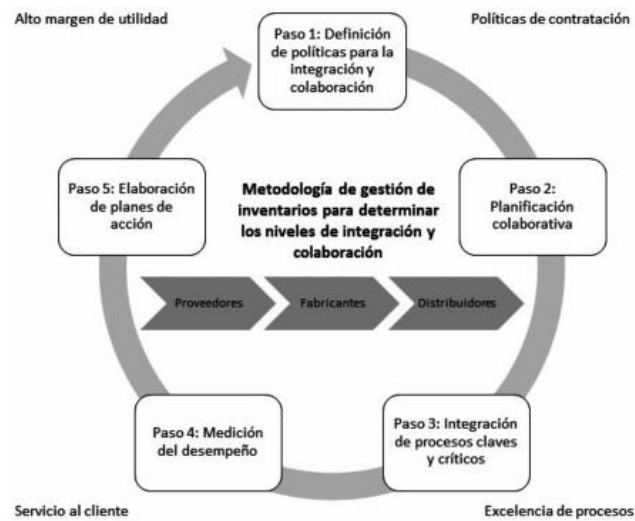 Alto margen de utilidad
Políticas de contratación
Paso 1: Definición
de políticas para la
integración y
colaboración
Paso 5: Elaboración
de planes de
acción
Metodología de gestión de
inventarios para determinar
los niveles de integración y
colaboración
Paso 2:
Planificación
colaborativa
Proveedores
Fabricantes
Distribuidores
Paso 4: Medición
del desempeño
Paso 3: Integración
de procesos claves
y críticos
Servicio al cliente
Excelencia de procesos